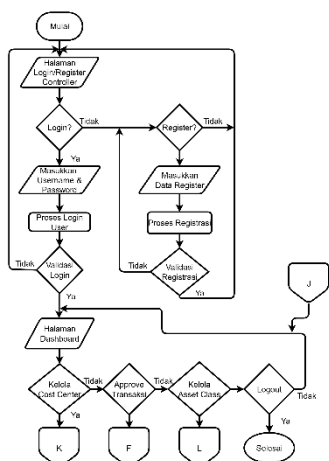 Mulai
Halaman
Login/Register
Controller
Login?
Tidak
Register?
Tidak
Ya
Masukkan
Username &
Password
Masukkan
Data Register
Proses Login
User
Proses Registrasi
Tidak
Validasi
Login
Tidak
Validasi
Registrasi
Ya
Ya
J
Halaman
Dashboard
Kelola
Cost Center
Tidak
Approve
Transaksi
Tidak
Kelola
Asset Class
Logout
Tidak
Ya
Ya
K
F
L
Selesai